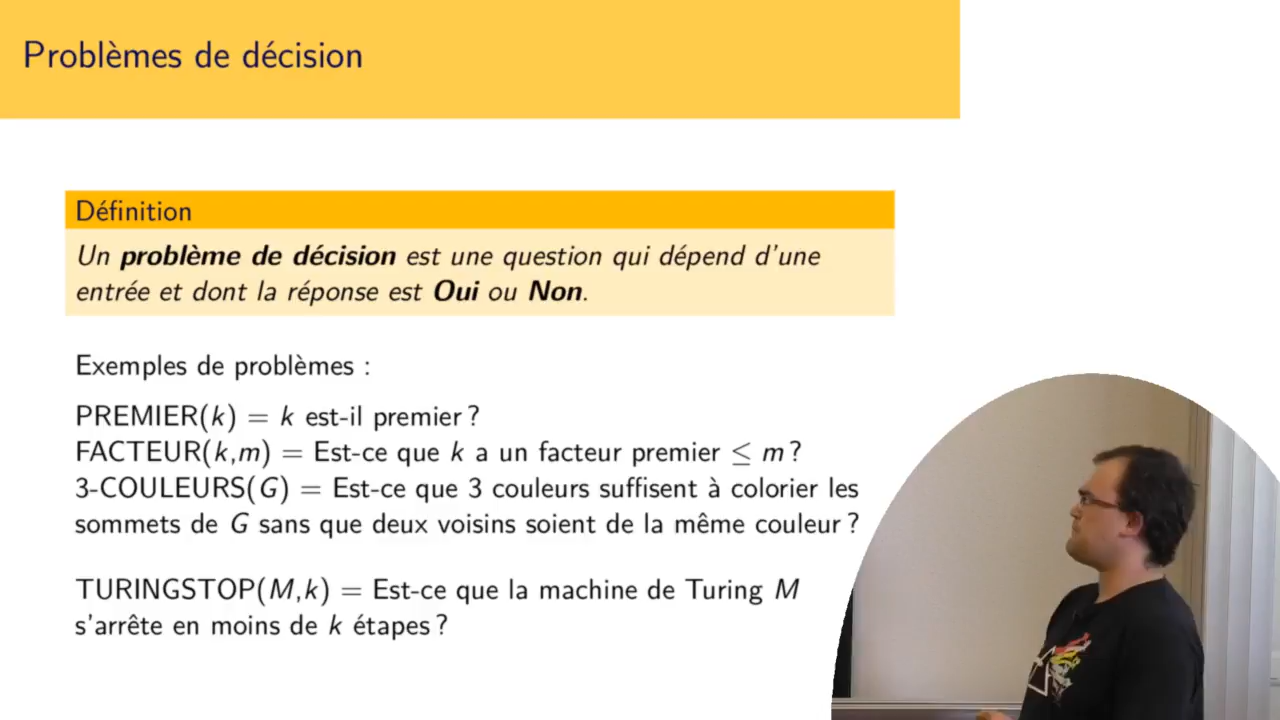 Problèmes de décision
Définition
Un problème de décision est une question qui dépend d'une
entrée et dont la réponse est Oui ou Non.
Exemples de problèmes :
PREMIER(k) = k est-il premier ?
FACTEUR(k,m) = Est-ce que k a un facteur premier ≤ m ?
3-COULEURS(G) = Est-ce que 3 couleurs suffisent à colorier les
sommets de G sans que deux voisins soient de la même couleur ?
TURINGSTOP(M,k) = Est-ce que la machine de Turing M
s'arrête en moins de k étapes ?